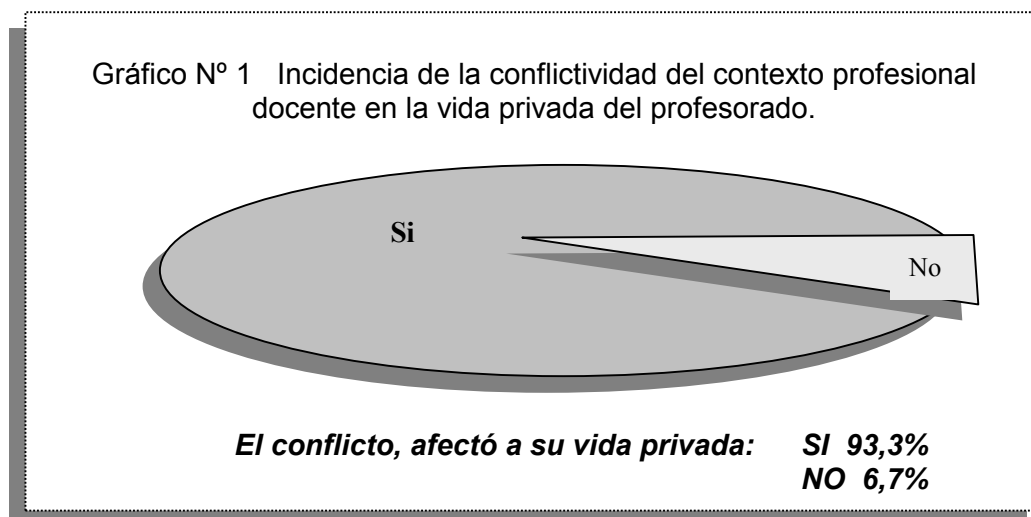 Gráfico Nº 1 Incidencia de la conflictividad del contexto profesional
docente en la vida privada del profesorado.
Si
No
El conflicto, afectó a su vida privada: SI 93,3%
NO 6,7%